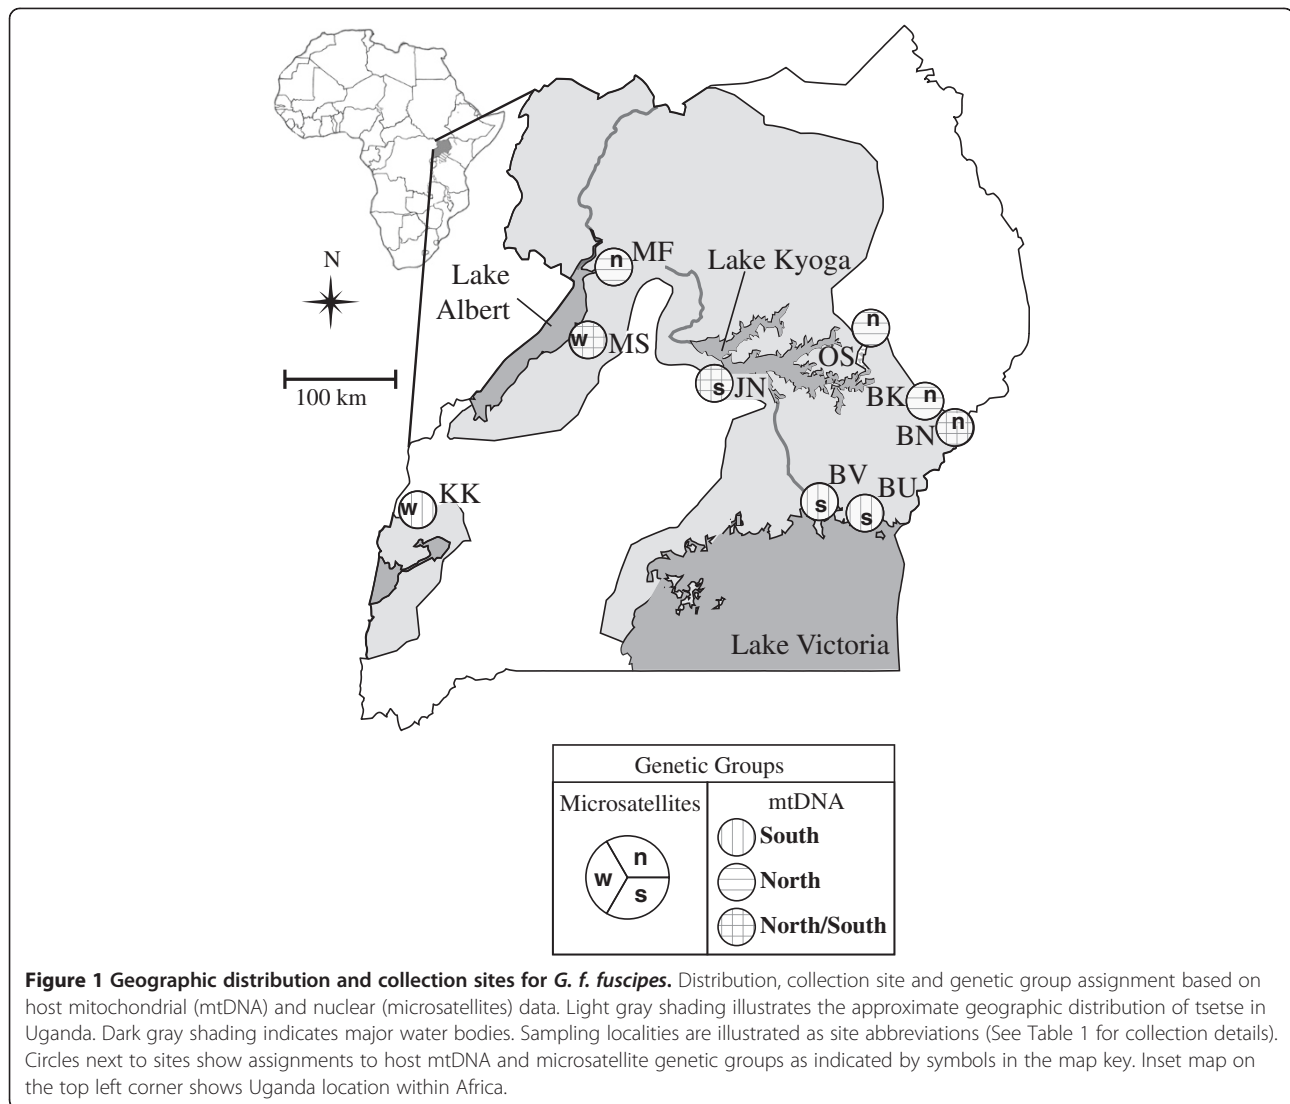 N
100 km
Lake
Albert
n MF
Lake Kyoga
w MS
n
OS
s JN
BK n
BN n
BV
s
BU
s
KK
w
Lake Victoria
Genetic Groups
Microsatellites
n
w
s
mtDNA
South
North
North/South
Figure 1 Geographic distribution and collection sites for G. f. fuscipes. Distribution, collection site and genetic group assignment based on
host mitochondrial (mtDNA) and nuclear (microsatellites) data. Light gray shading illustrates the approximate geographic distribution of tsetse in
Uganda. Dark gray shading indicates major water bodies. Sampling localities are illustrated as site abbreviations (See Table 1 for collection details).
Circles next to sites show assignments to host mtDNA and microsatellite genetic groups as indicated by symbols in the map key. Inset map on
the top left corner shows Uganda location within Africa.